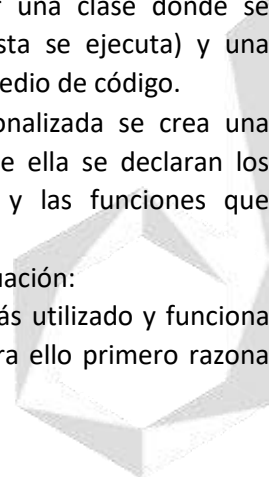 una clase donde se
sta se ejecuta) y una
edio de código.
onalizada se crea una
e ella se declaran los
y las funciones que
uación:
ás utilizado y funciona
ra ello primero razona